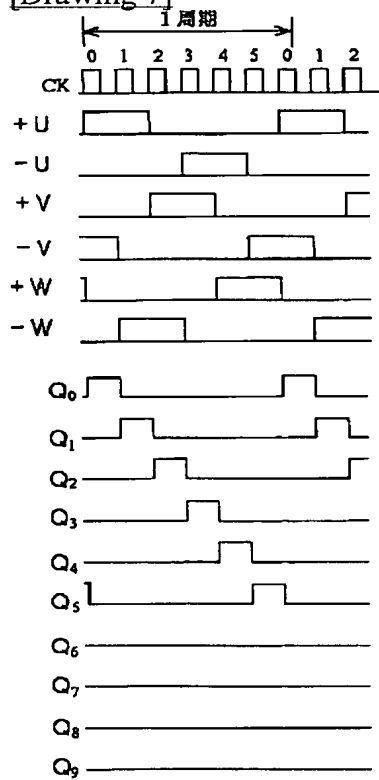 [Drawing 7]
1周期
0 1 2 3 4 5 0 1 2
CK
+U
-U
+V
-V
+W
-W
Q0
Q1
Q2
Q3
Q4
Q5
Q6
Q7
Q8
Q9